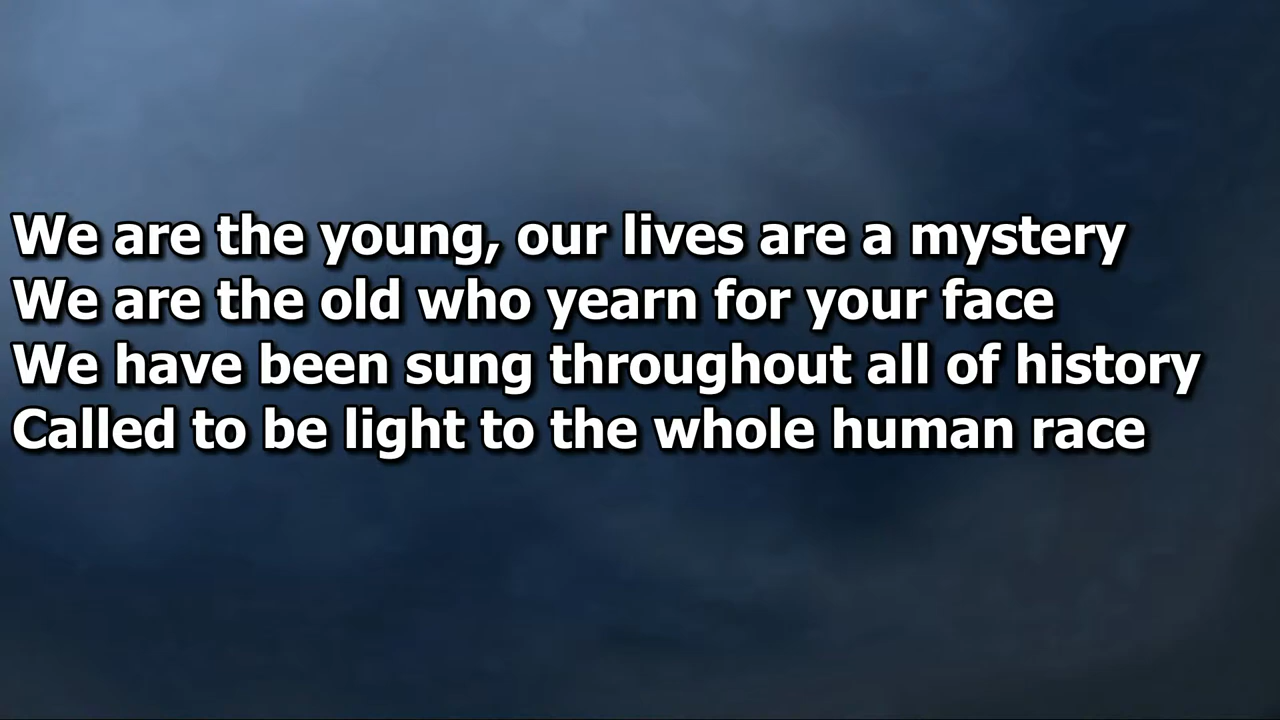 We are the young, our lives are a mystery
We are the old who yearn for your face
We have been sung throughout all of history
Called to be light to the whole human race